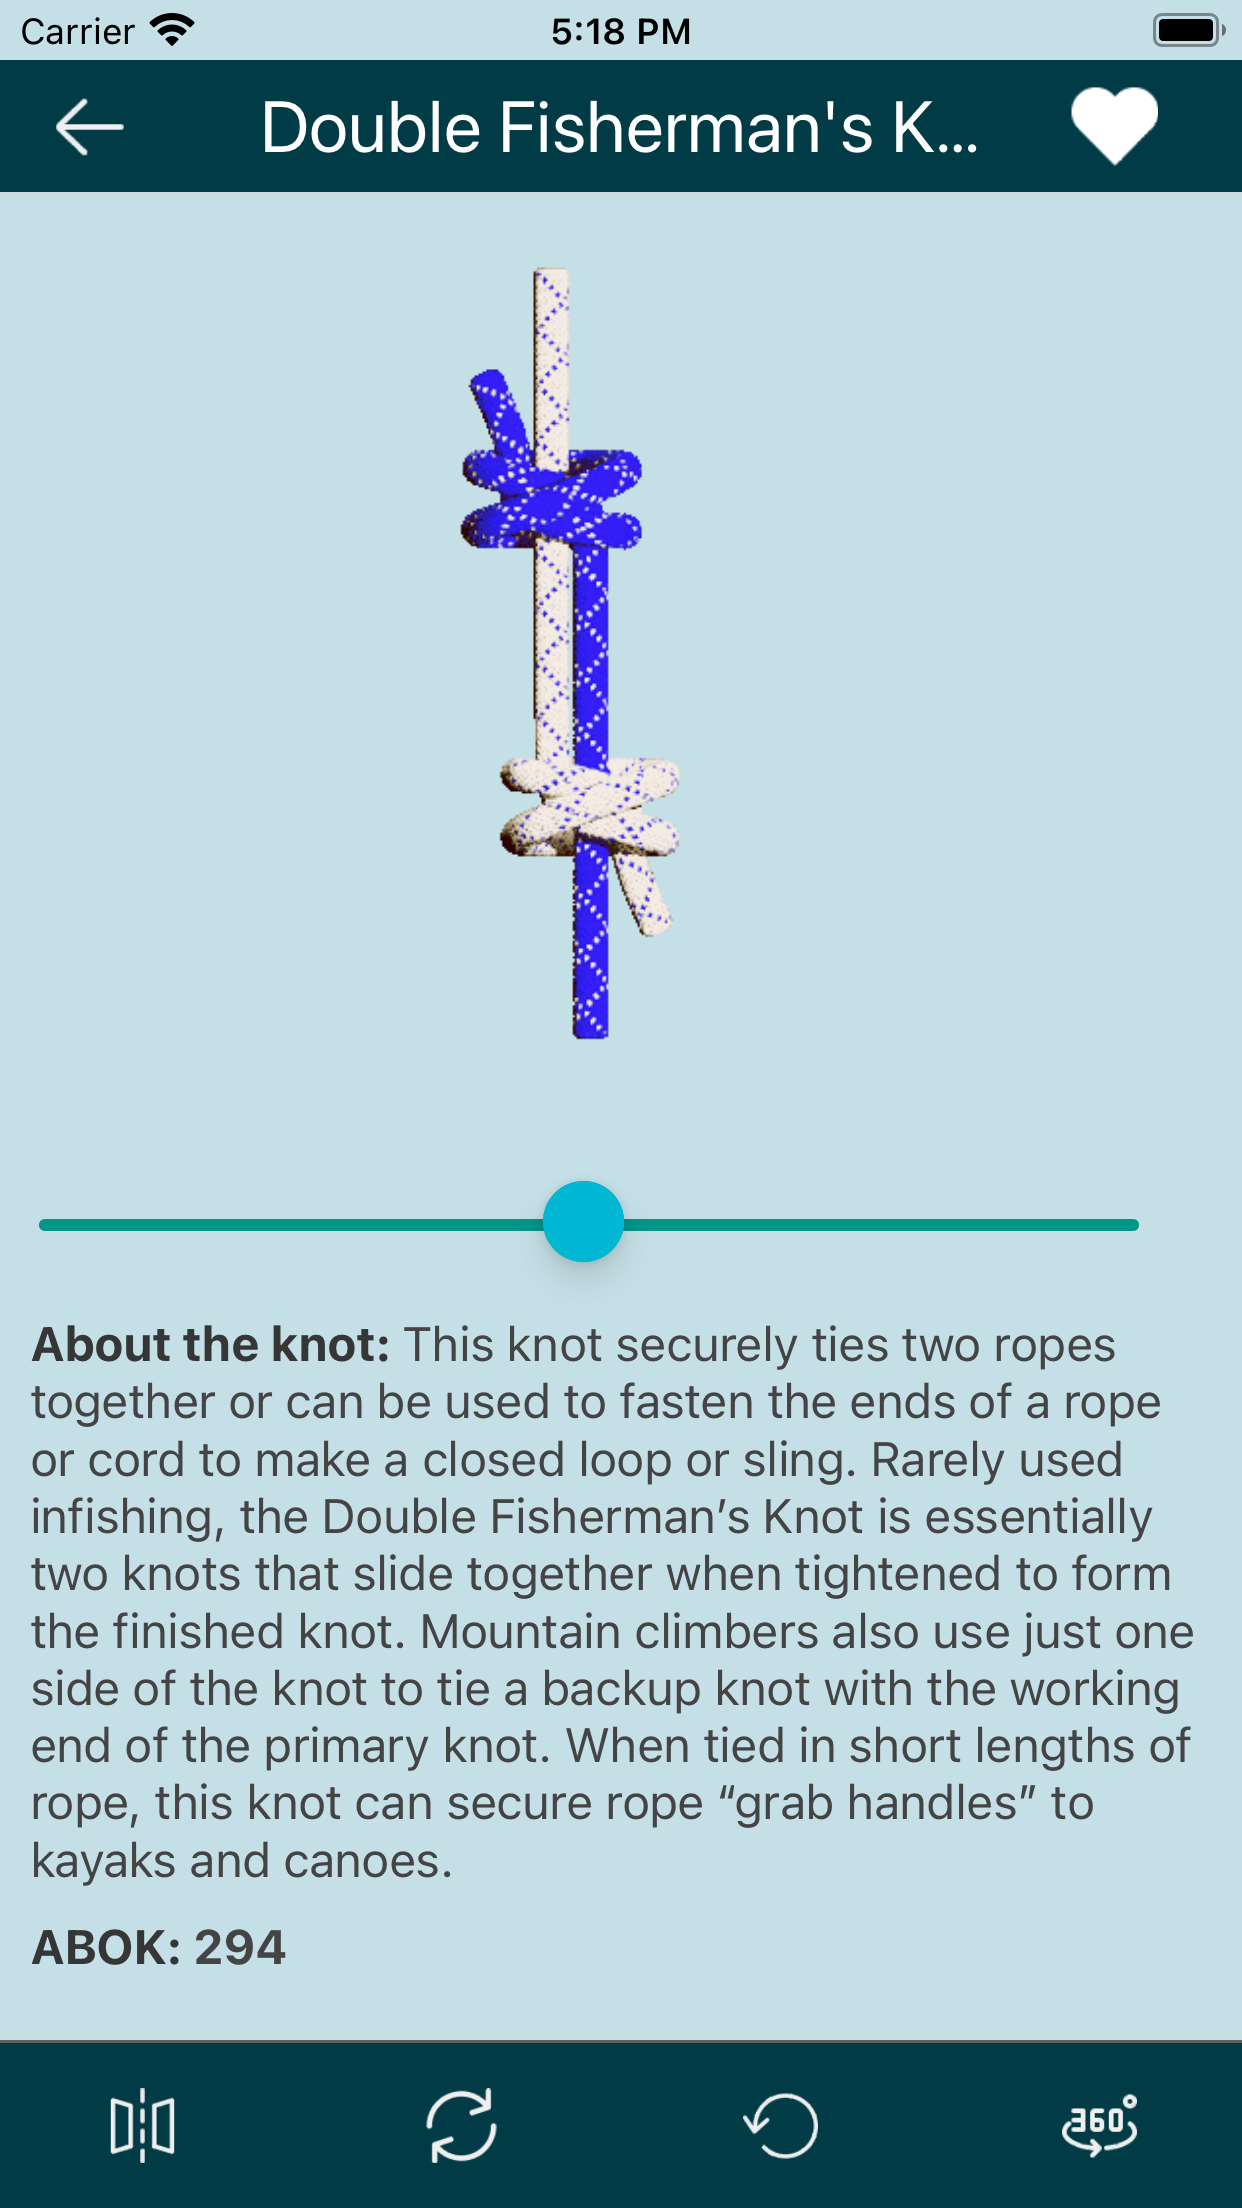 Carrier
5:18 PM
Double Fisherman's K...
About the knot: This knot securely ties two ropes
together or can be used to fasten the ends of a rope
or cord to make a closed loop or sling. Rarely used
infishing, the Double Fisherman’s Knot is essentially
two knots that slide together when tightened to form
the finished knot. Mountain climbers also use just one
side of the knot to tie a backup knot with the working
end of the primary knot. When tied in short lengths of
rope, this knot can secure rope “grab handles” to
kayaks and canoes.
ABOK: 294
360°